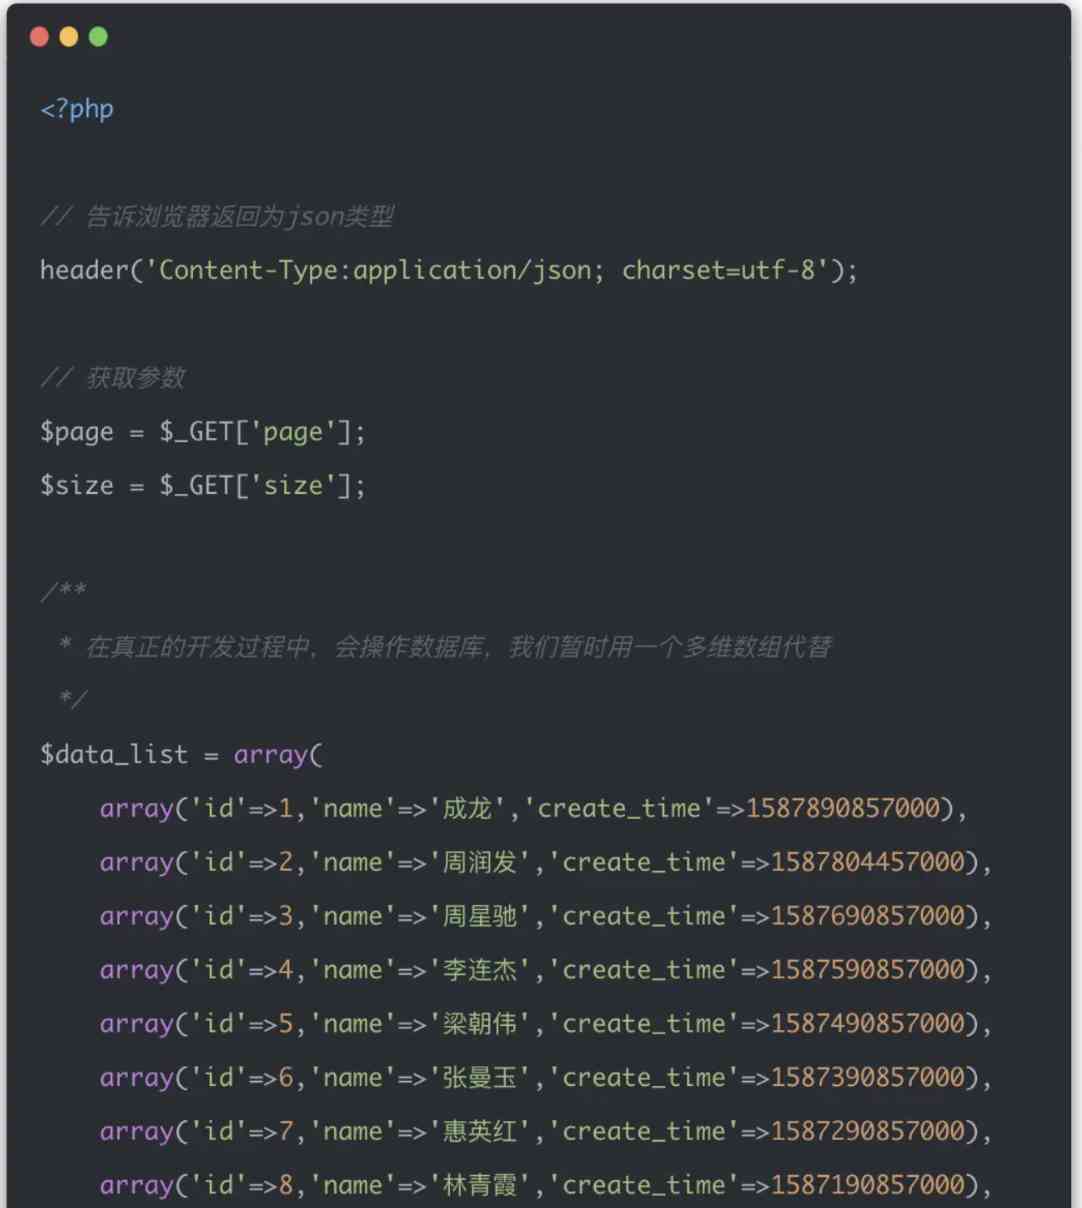 <?php
// 告诉浏览器返回为json类型
header('Content-Type:application/json; charset=utf-8');
// 获取参数
$page = $_GET['page'];
$size = $_GET['size'];
/**
 * 在真正的开发过程中，会操作数据库，我们暂时用一个多维数组代替
 */
$data_list = array(
    array('id'=>1,'name'=>'成龙','create_time'=>1587890857000),
    array('id'=>2,'name'=>'周润发','create_time'=>1587804457000),
    array('id'=>3,'name'=>'周星驰','create_time'=>1587690857000),
    array('id'=>4,'name'=>'李连杰','create_time'=>1587590857000),
    array('id'=>5,'name'=>'梁朝伟','create_time'=>1587490857000),
    array('id'=>6,'name'=>'张曼玉','create_time'=>1587390857000),
    array('id'=>7,'name'=>'惠英红','create_time'=>1587290857000),
    array('id'=>8,'name'=>'林青霞','create_time'=>1587190857000),